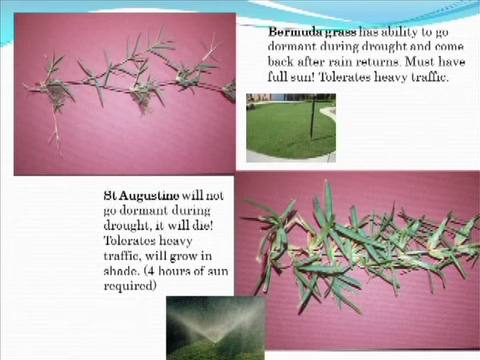 Bermuda grass has ability to go
dormant during drought and come
back after rain returns. Must have
full sun! Tolerates heavy traffic.
St Augustine will not
go dormant during
drought, it will die!
Tolerates heavy
traffic, will grow in
shade. (4 hours of sun
required)